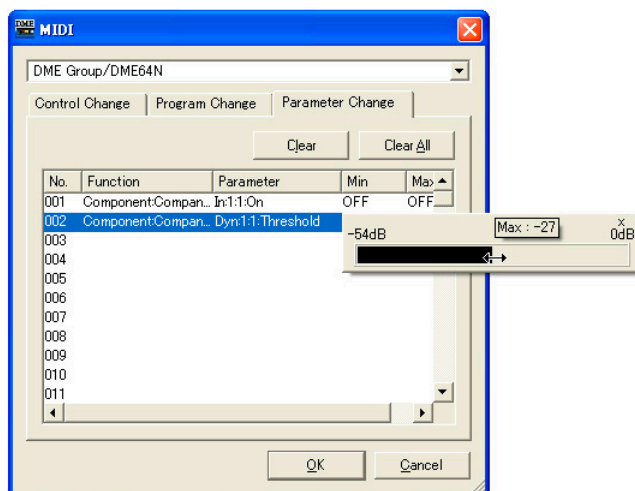 DME MIDI
DME Group/DME64N
Control Change Program Change Parameter Change
Clear Clear All
No. Function Parameter Min Max
001 Component:Compan... In:1:1:On OFF OFF
002 Component:Compan... Dyn:1:1:Threshold
-54dB Max : -27 x 0dB
003
004
005
006
007
008
009
010
011
OK Cancel